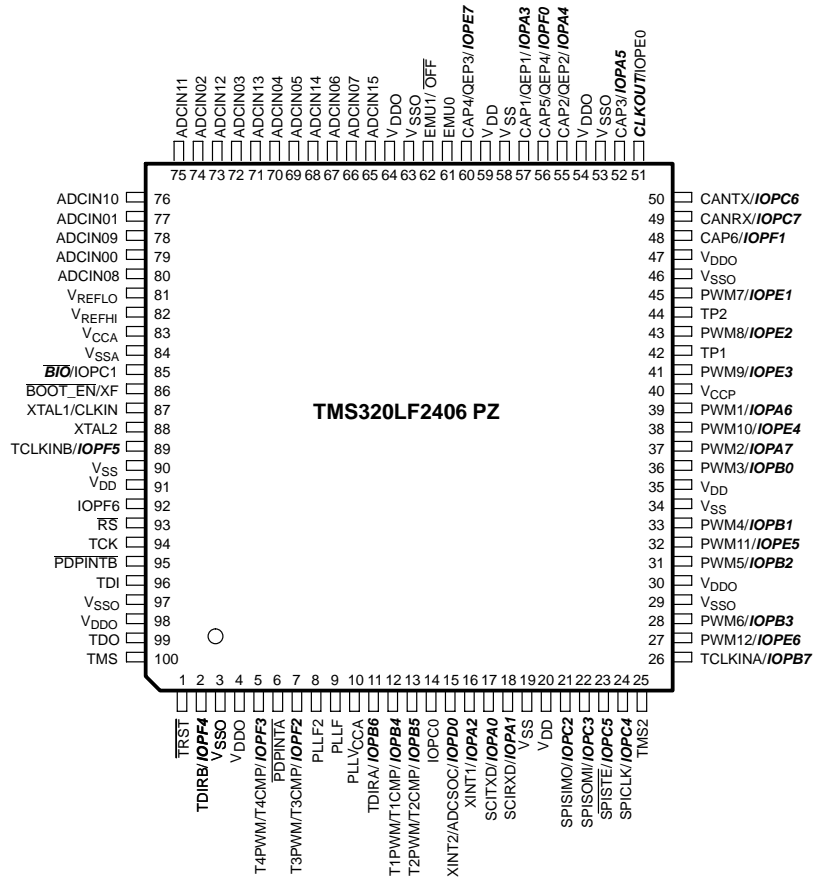 ADCIN11
ADCIN02
ADCIN12
ADCIN03
ADCIN13
ADCIN04
ADCIN05
ADCIN14
ADCIN06
ADCIN07
ADCIN15
VDDO
VSSO
EMU1/OFF
EMU0
CAP4/QEP3/IOPE7
VDD
VSS
CAP1/QEP1/IOPA3
CAP5/QEP4/IOPF0
CAP2/QEP2/IOPA4
VDDO
VSSO
CAP3/IOPA5
CLKOUT/IOPE0
75 74 73 72 71 70 69 68 67 66 65 64 63 62 61 60 59 58 57 56 55 54 53 52 51
ADCIN10 76
ADCIN01 77
ADCIN09 78
ADCIN00 79
ADCIN08 80
VREFLO 81
VREFHI 82
VCCA 83
VSSA 84
BIO/IOPC1 85
BOOT_EN/XF 86
XTAL1/CLKIN 87
XTAL2 88
TCLKINB/IOPF5 89
VSS 90
VDD 91
IOPF6 92
RS 93
TCK 94
PDPINTB 95
TDI 96
VSSO 97
VDDO 98
TDO 99
TMS 100
TMS320LF2406 PZ
50 CANTX/IOPC6
49 CANRX/IOPC7
48 CAP6/IOPF1
47 VDDO
46 VSSO
45 PWM7/IOPE1
44 TP2
43 PWM8/IOPE2
42 TP1
41 PWM9/IOPE3
40 VCCP
39 PWM1/IOPA6
38 PWM10/IOPE4
37 PWM2/IOPA7
36 PWM3/IOPB0
35 VDD
34 VSS
33 PWM4/IOPB1
32 PWM11/IOPE5
31 PWM5/IOPB2
30 VDDO
29 VSSO
28 PWM6/IOPB3
27 PWM12/IOPE6
26 TCLKINA/IOPB7
1 2 3 4 5 6 7 8 9 10 11 12 13 14 15 16 17 18 19 20 21 22 23 24 25
TRST
TDIRB/IOPF4
VSSO
VDDO
T4PWM/T4CMP/IOPF3
PDPINTA
T3PWM/T3CMP/IOPF2
PLLF2
PLLF
PLLVCCA
TDIRA/IOPB6
T1PWM/T1CMP/IOPB4
T2PWM/T2CMP/IOPB5
IOPC0
XINT2/ADCSOC/IOPD0
XINT1/IOPA2
SCITXD/IOPA0
SCIRXD/IOPA1
VSS
VDD
SPISIMO/IOPC2
SPISOMI/IOPC3
SPISTE/IOPC5
SPICLK/IOPC4
TMS2